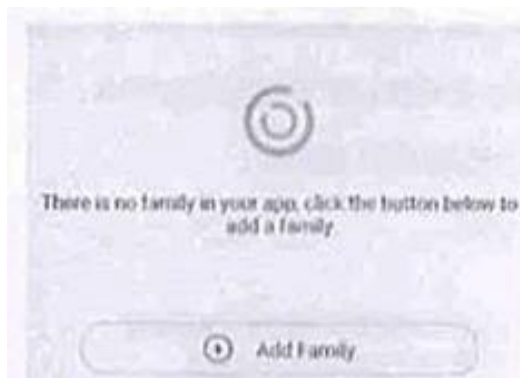 There is no family in your app, click the button below to
add a family
Add Family